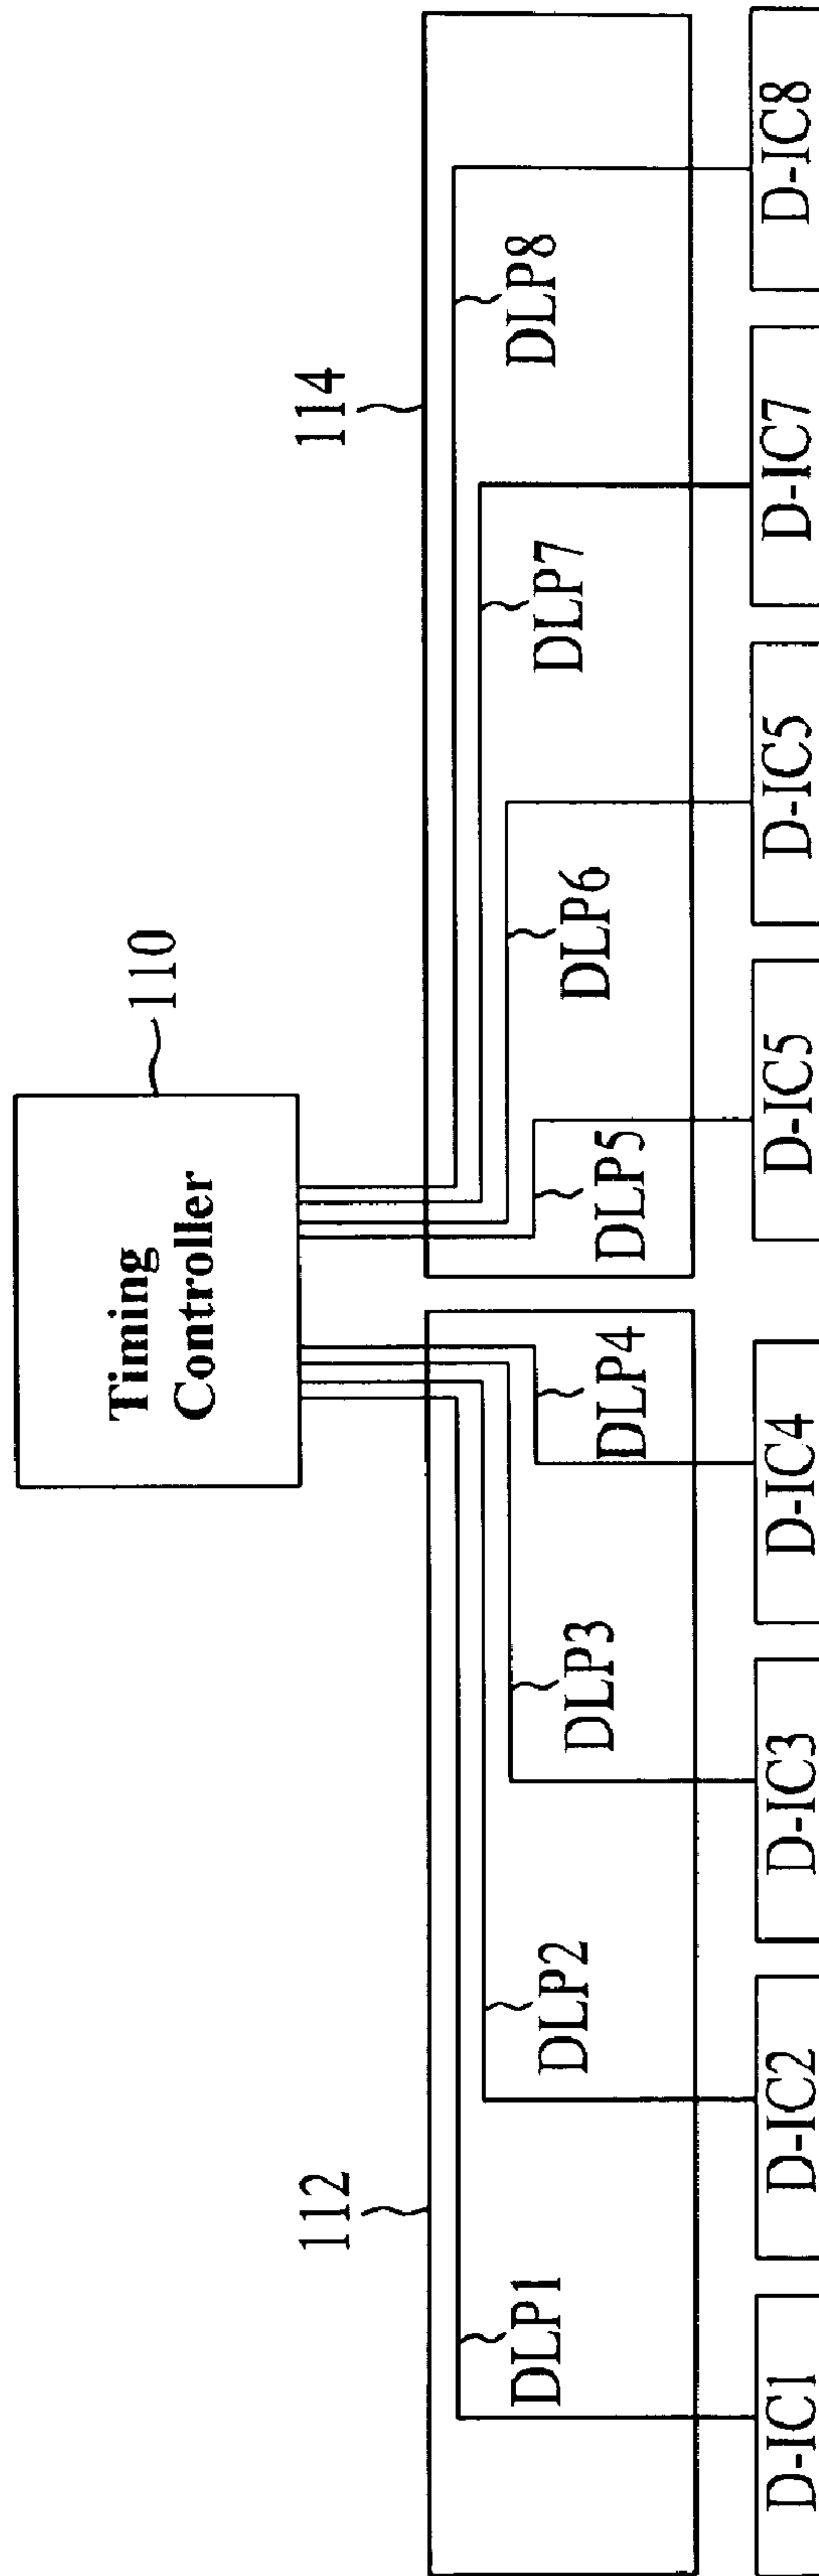 110
Timing
Controller
112
114
DLP1
DLP2
DLP3
DLP4
DLP5
DLP6
DLP7
DLP8
D-IC1
D-IC2
D-IC3
D-IC4
D-IC5
D-IC5
D-IC7
D-IC8